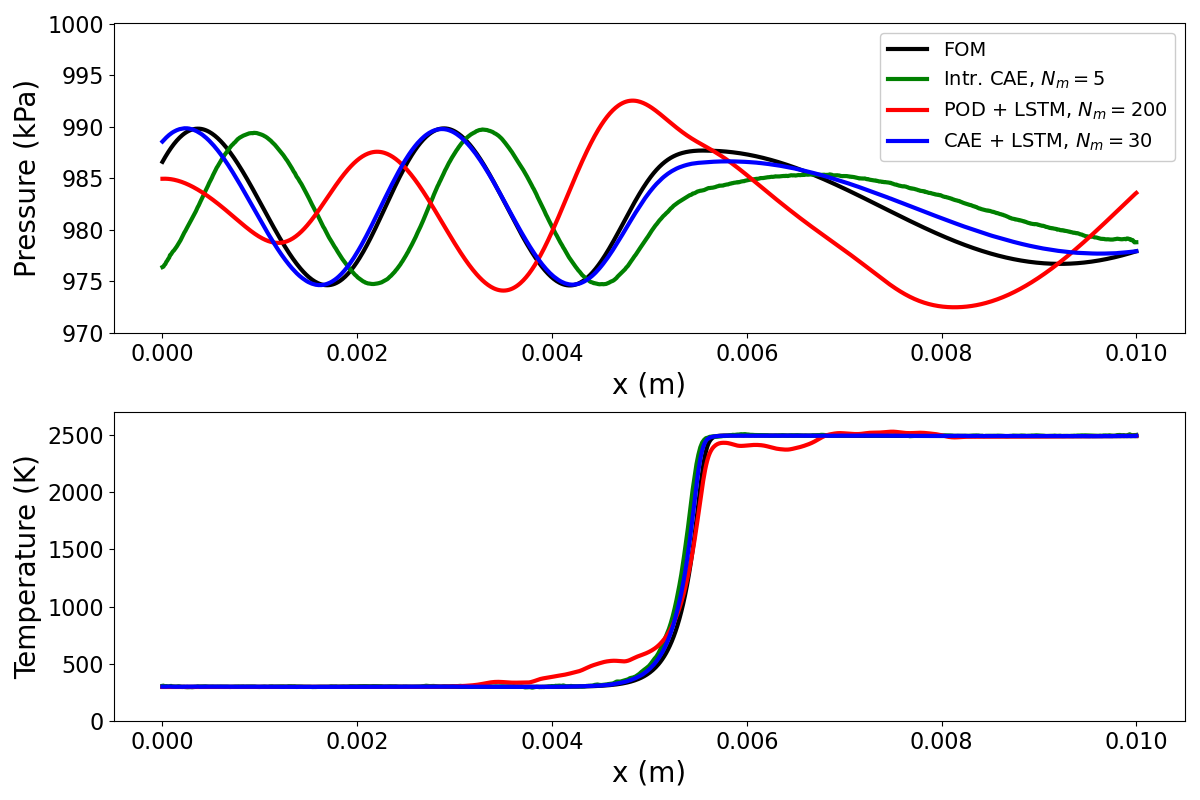 1000
995
990
985
980
975
970
Pressure (kPa)
FOM
Intr. CAE, $N_m = 5$
POD + LSTM, $N_m = 200$
CAE + LSTM, $N_m = 30$
0.000 0.002 0.004 0.006 0.008 0.010
x (m)
2500
2000
1500
1000
500
0
Temperature (K)
0.000 0.002 0.004 0.006 0.008 0.010
x (m)